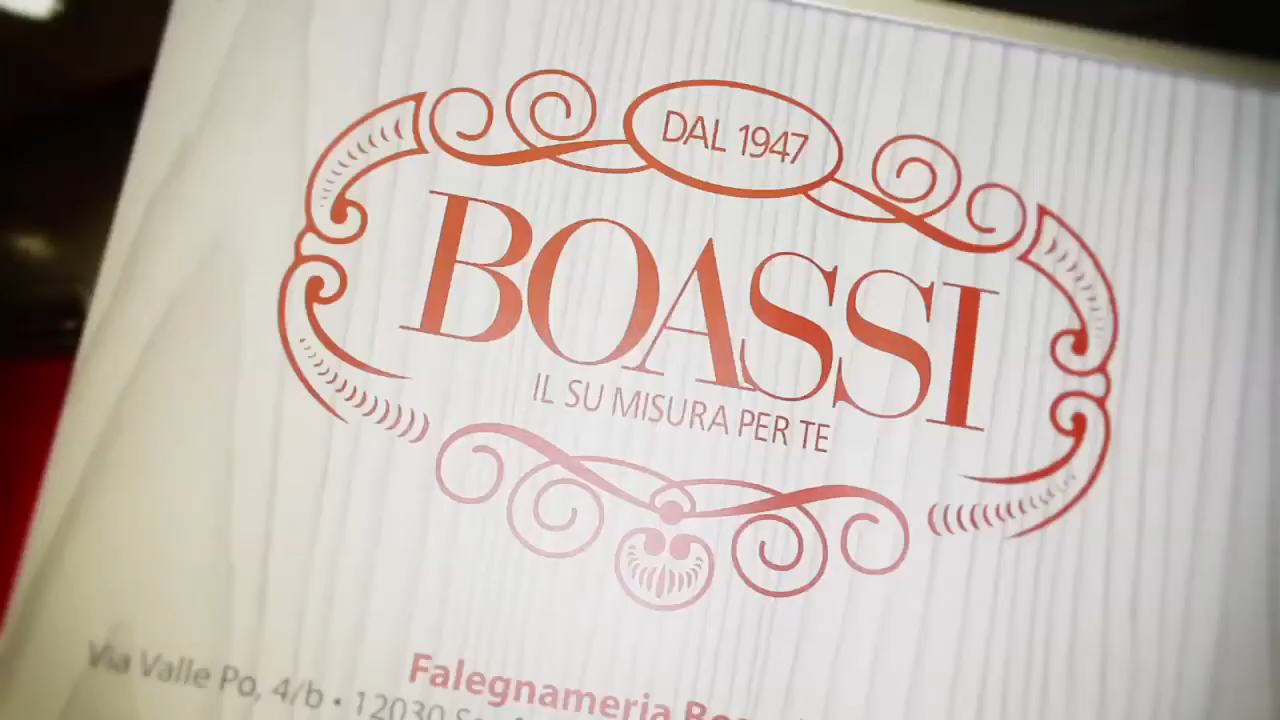 DAL 1947
BOASSI
IL SU MISURA PER TE
Falegnameria
Via Valle Po, 4/b • 12030